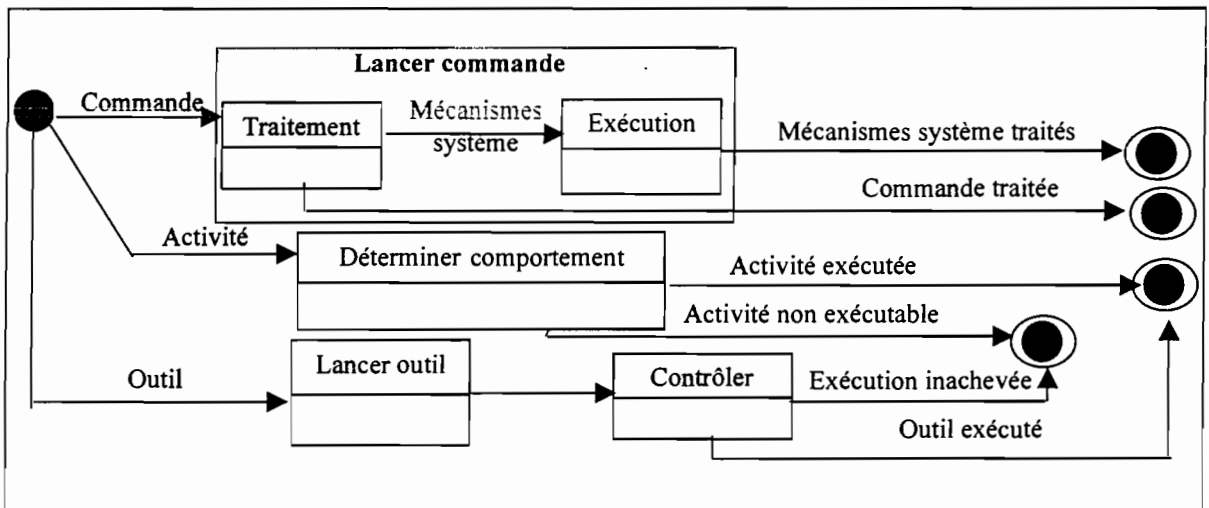 Lancer commande
Commande
Traitement
Mécanismes
système
Exécution
Mécanismes système traités
Commande traitée
Activité
Déterminer comportement
Activité exécutée
Activité non exécutable
Outil
Lancer outil
Contrôler
Exécution inachevée
Outil exécuté